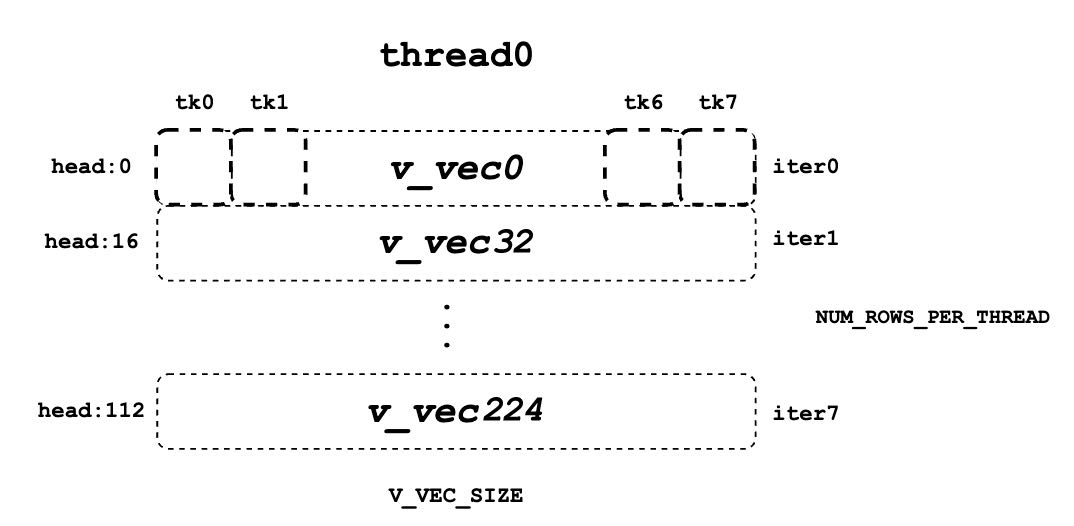 thread0
tk0 tk1 tk6 tk7
head:0 v_vec0 iter0
head:16 v_vec32 iter1
NUM_ROWS_PER_THREAD
head:112 v_vec224 iter7
V_VEC_SIZE